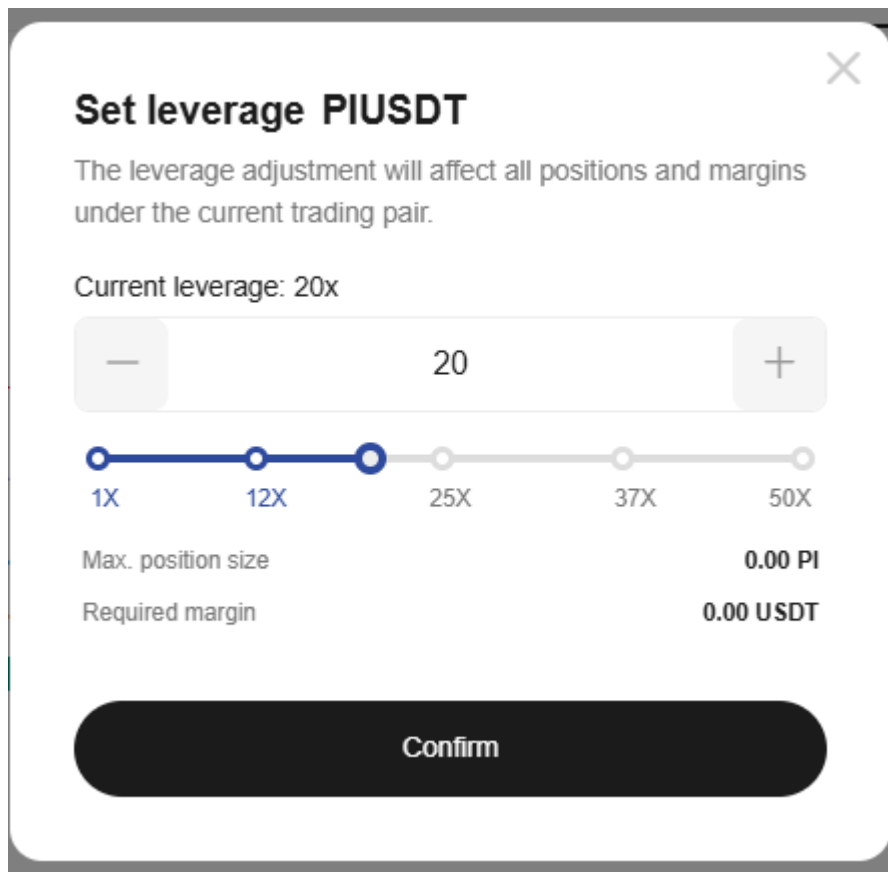 Set leverage PIUSDT
The leverage adjustment will affect all positions and margins
under the current trading pair.
Current leverage: 20x
20
1X 12X 25X 37X 50X
Max. position size 0.00 PI
Required margin 0.00 USDT
Confirm